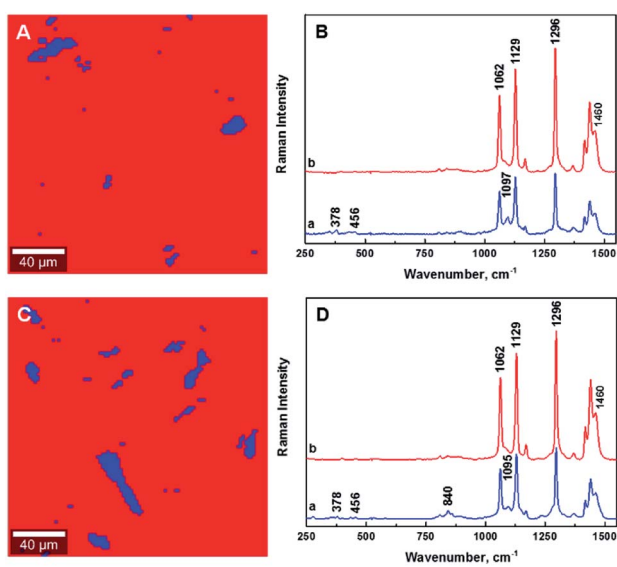 A
40 µm
B
Raman Intensity
1062
1129
1296
1460
b
1097
378
456
a
250 500 750 1000 1250 1500
Wavenumber, cm-1
C
40 µm
D
Raman Intensity
1062
1129
1296
1460
b
1095
840
378
456
a
250 500 750 1000 1250 1500
Wavenumber, cm-1